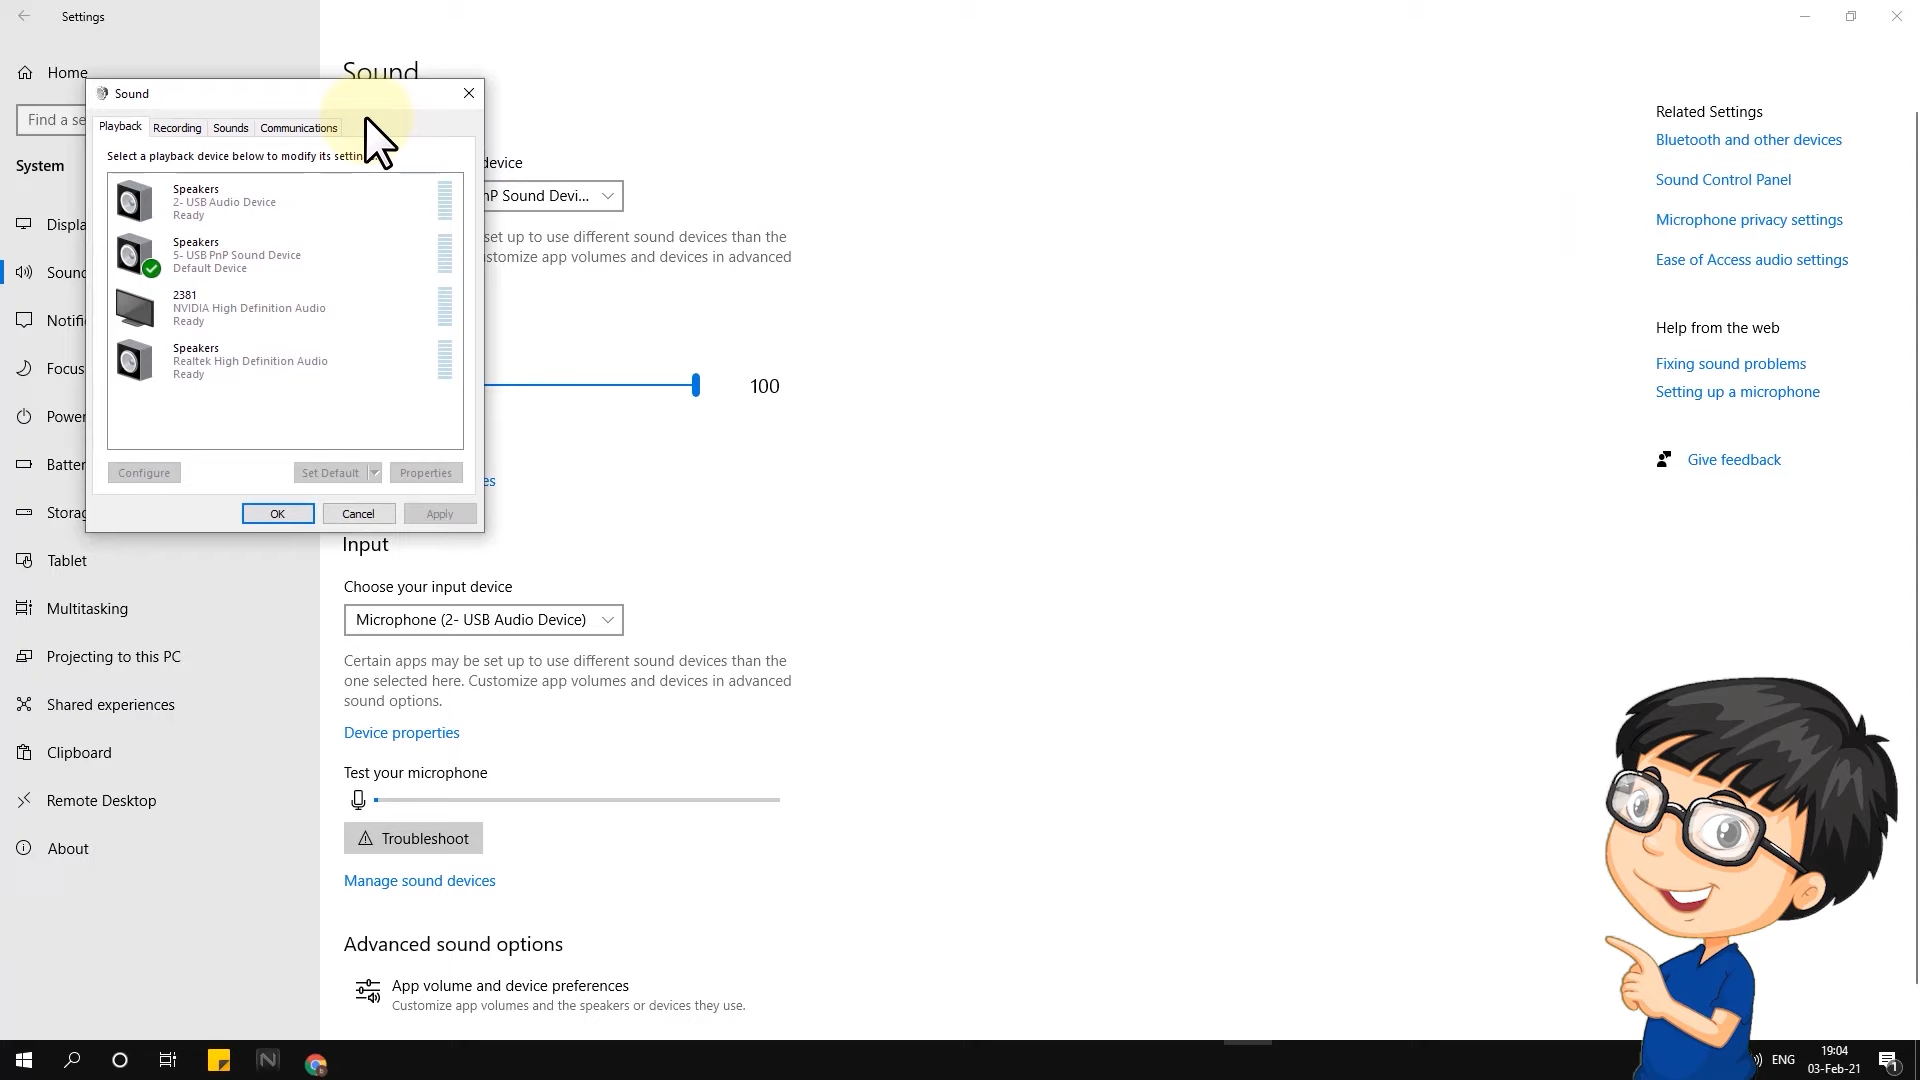 Settings
Home
Find a se
System
Displa
Sound
Notifi
Focus
Power
Batter
Storag
Tablet
Multitasking
Projecting to this PC
Shared experiences
Clipboard
Remote Desktop
About
Sound
Sound
Playback
Recording
Sounds
Communications
Select a playback device below to modify its settin
Speakers
2- USB Audio Device
Ready
Speakers
5- USB PnP Sound Device
Default Device
2381
NVIDIA High Definition Audio
Ready
Speakers
Realtek High Definition Audio
Ready
Configure
Set Default
Properties
OK
Cancel
Apply
device
nP Sound Devi...
set up to use different sound devices than the
stomize app volumes and devices in advanced
100
es
Input
Choose your input device
Microphone (2- USB Audio Device)
Certain apps may be set up to use different sound devices than the
one selected here. Customize app volumes and devices in advanced
sound options.
Device properties
Test your microphone
Troubleshoot
Manage sound devices
Advanced sound options
App volume and device preferences
Customize app volumes and the speakers or devices they use.
Related Settings
Bluetooth and other devices
Sound Control Panel
Microphone privacy settings
Ease of Access audio settings
Help from the web
Fixing sound problems
Setting up a microphone
Give feedback
ENG
19:04
03-Feb-21
1